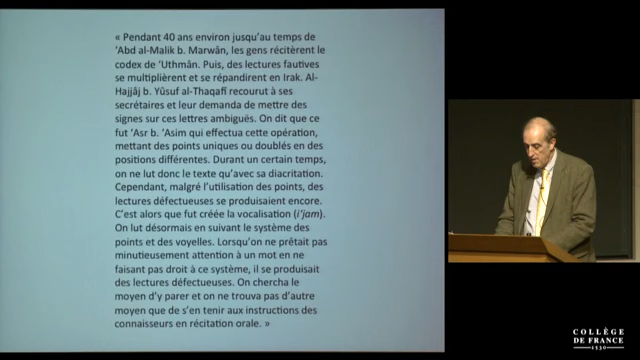 « Pendant 40 ans environ jusqu'au temps de
'Abd al-Malik b. Marwân, les gens récitèrent le
codex de 'Uthmân. Puis, des lectures fautives
se multiplièrent et se répandirent en Irak. Al-
Hajjâj b. Yûsuf al-Thaqafî recourut à ses
secrétaires et leur demanda de mettre des
signes sur ces lettres ambiguës. On dit que ce
fut 'Asr b. 'Asim qui effectua cette opération,
mettant des points uniques ou doublés en des
positions différentes. Durant un certain temps,
on ne lut donc le texte qu'avec sa diacritation.
Cependant, malgré l'utilisation des points, des
lectures défectueuses se produisaient encore.
C'est alors que fut créée la vocalisation (i'jam).
On lut désormais en suivant le système des
points et des voyelles. Lorsqu'on ne prêtait pas
minutieusement attention à un mot en ne
faisant pas droit à ce système, il se produisait
des lectures défectueuses. On chercha le
moyen d'y parer et on ne trouva pas d'autre
moyen que de s'en tenir aux instructions des
connaisseurs en récitation orale. »
COLLÈGE
DE FRANCE
1530